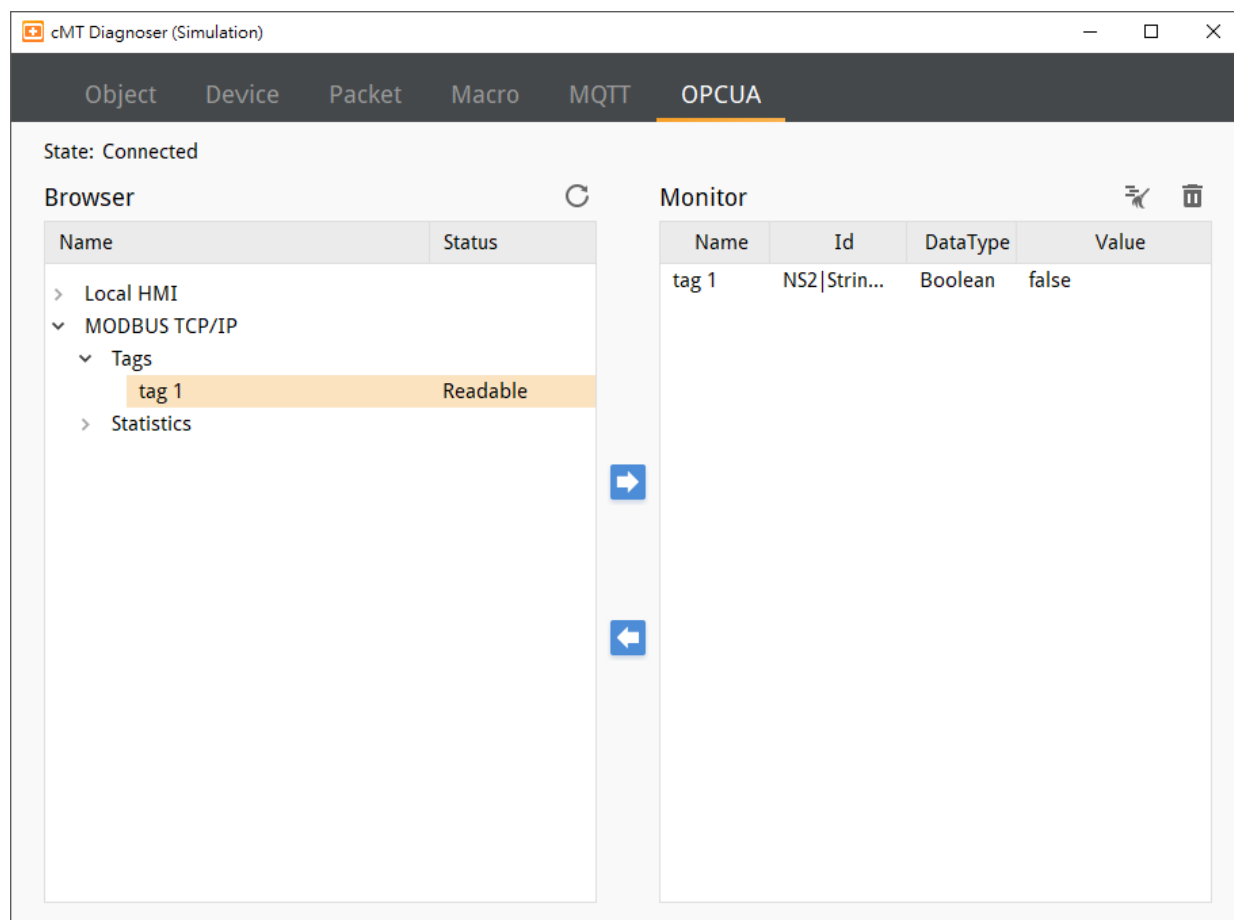 cMT Diagnoser (Simulation)
Object Device Packet Macro MQTT OPCUA
State: Connected
Browser
Name Status
Local HMI
MODBUS TCP/IP
Tags
tag 1 Readable
Statistics
Monitor
Name Id DataType Value
tag 1 NS2|Strin... Boolean false